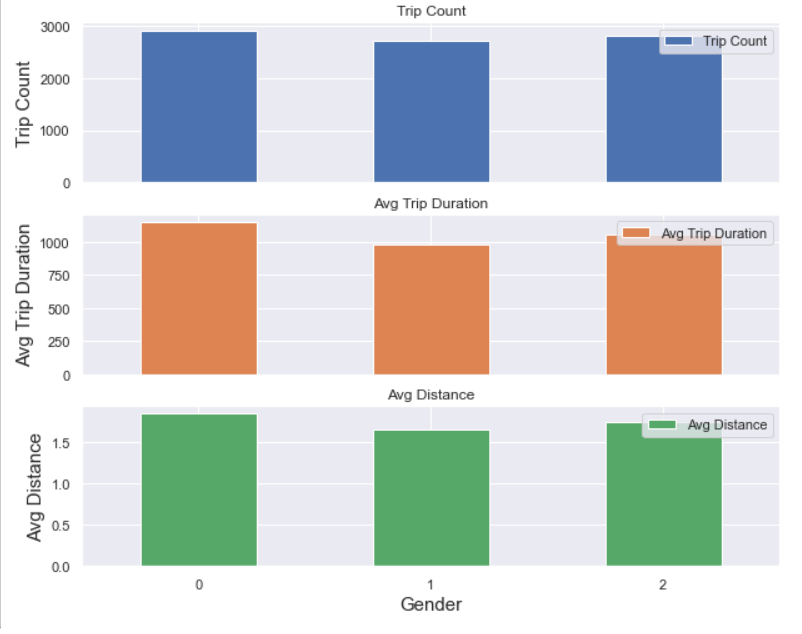 Trip Count
3000
2000
1000
0
Trip Count
Trip Count
Avg Trip Duration
1000
750
500
250
0
Avg Trip Duration
Avg Trip Duration
Avg Distance
1.5
1.0
0.5
0.0
Avg Distance
Avg Distance
0 1 2
Gender